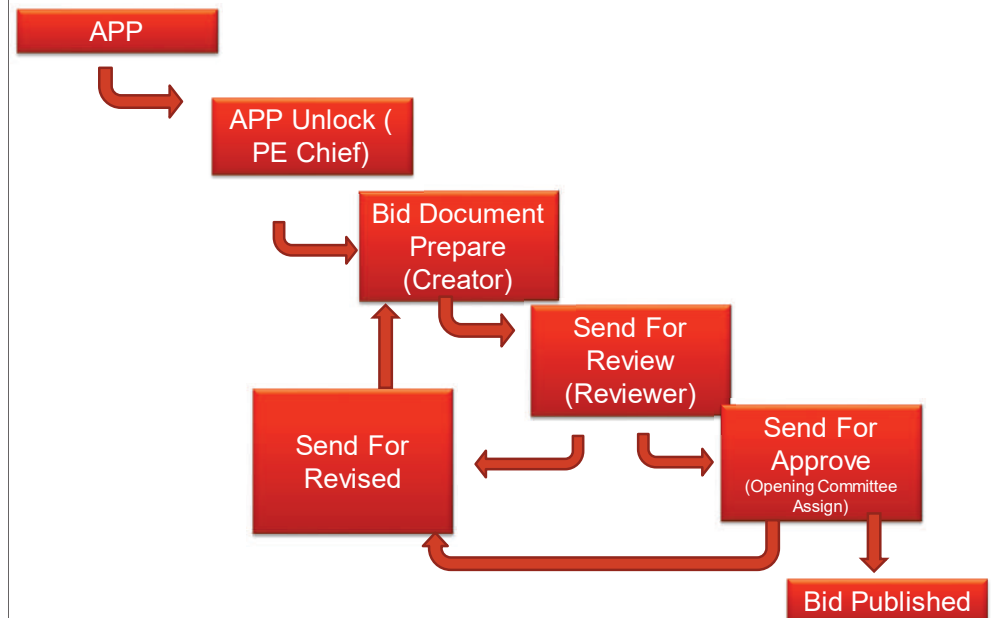 APP
APP Unlock (
PE Chief)
Bid Document
Prepare
(Creator)
Send For
Review
(Reviewer)
Send For
Revised
Send For
Approve
(Opening Committee
Assign)
Bid Published